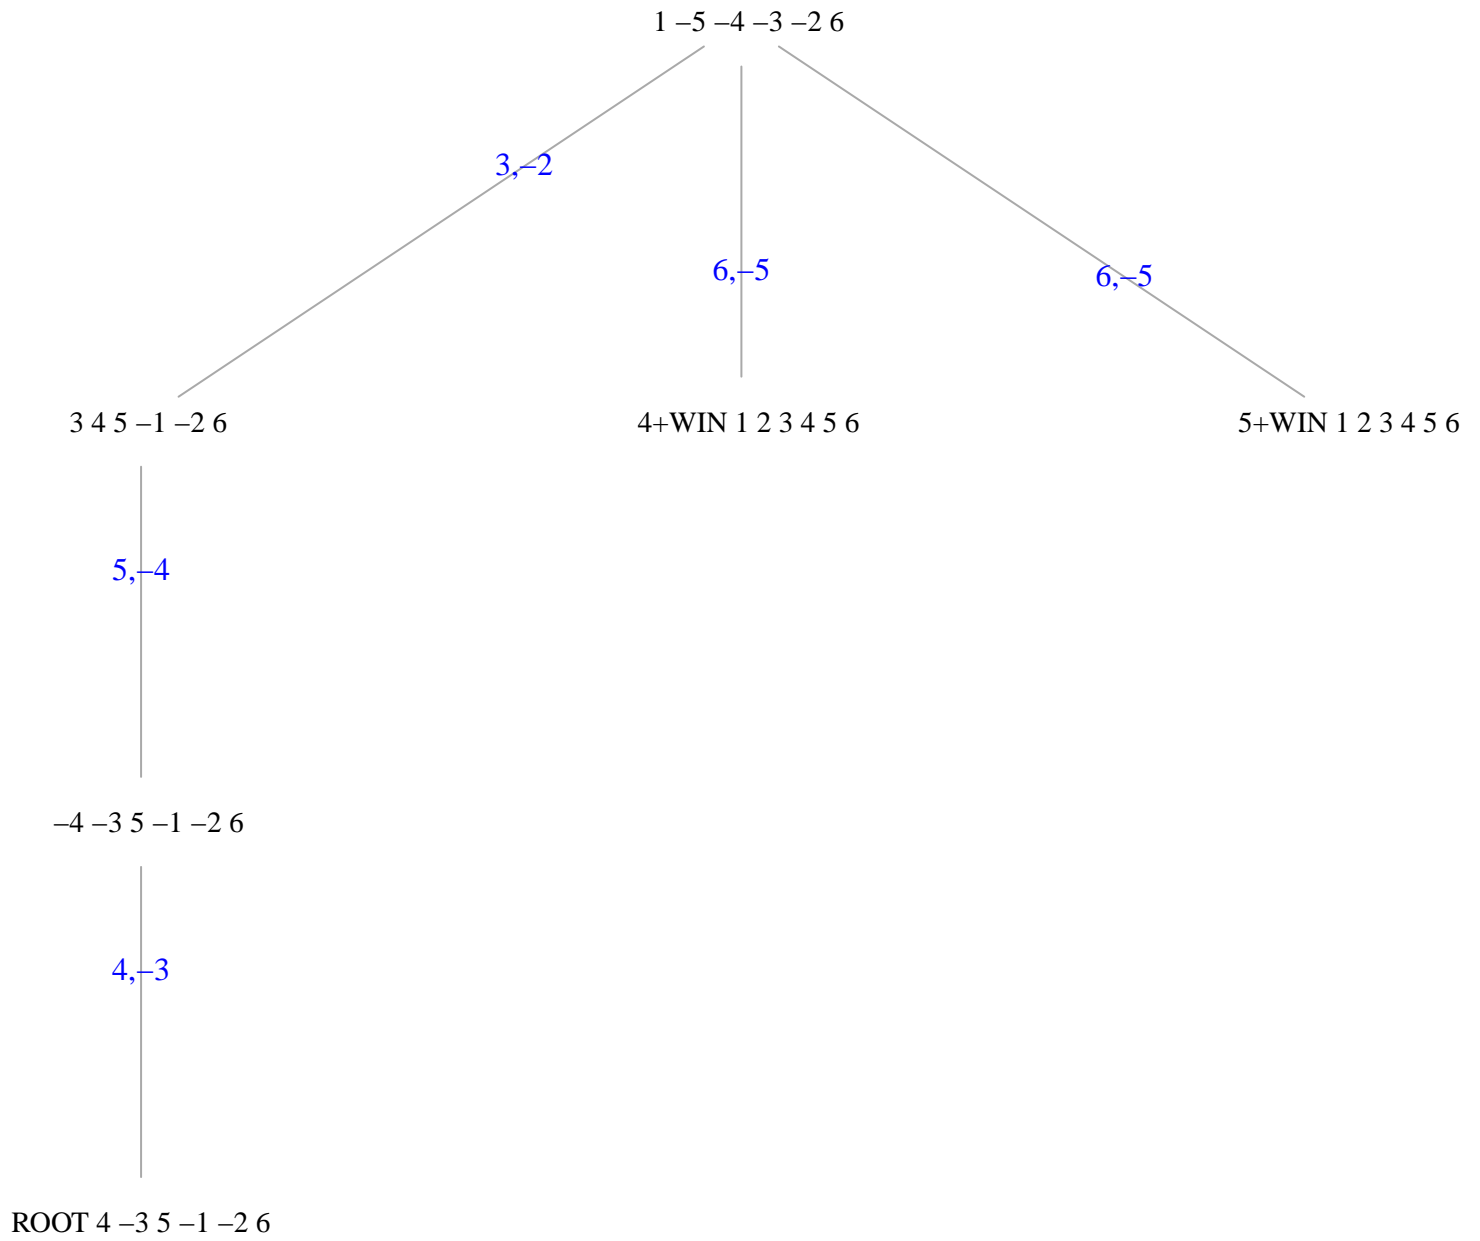 1 –5 –4 –3 –2 6
3,–2
6,–5
6,–5
3 4 5 –1 –2 6
4+WIN 1 2 3 4 5 6
5+WIN 1 2 3 4 5 6
5,–4
–4 –3 5 –1 –2 6
4,–3
ROOT 4 –3 5 –1 –2 6